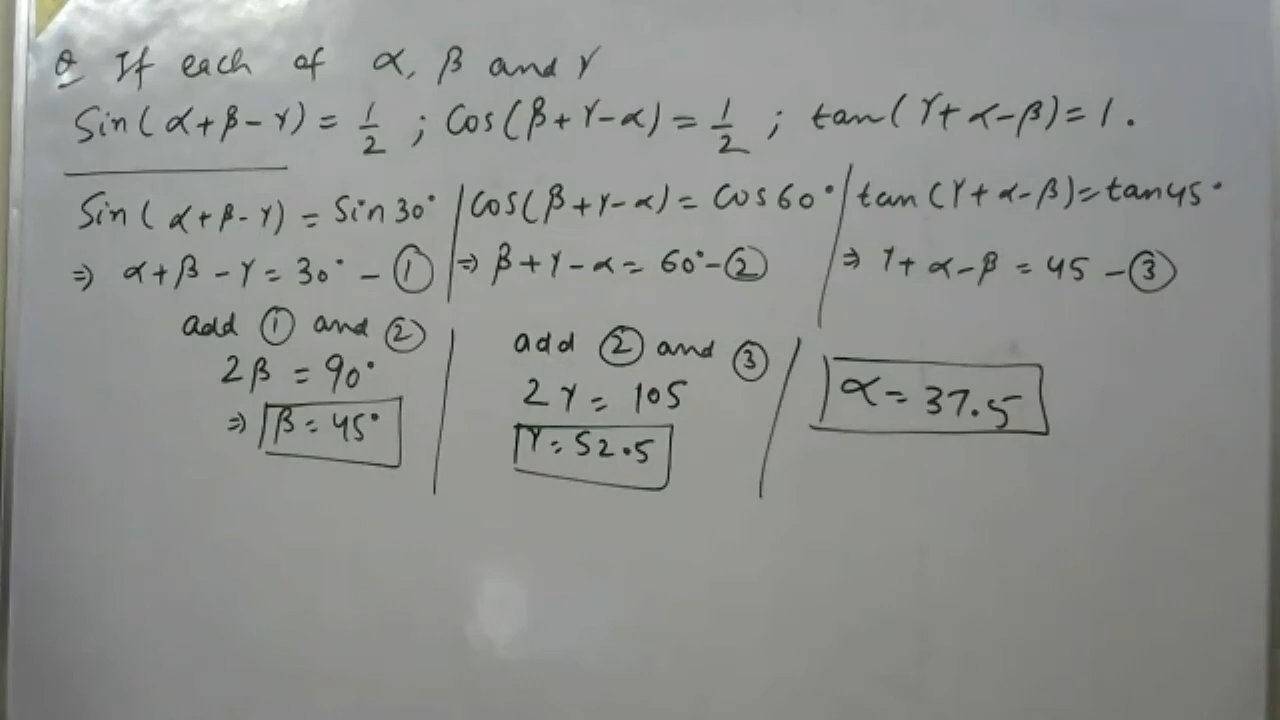 Q If each of α, β and γ
Sin(α+β-γ) = 1/2 ; Cos(β+γ-α) = 1/2 ; tan(γ+α-β) = 1.
Sin(α+β-γ) = Sin 30° | Cos(β+γ-α) = Cos 60° | tan(γ+α-β) = tan 45°
⇒ α+β-γ = 30° - ① | ⇒ β+γ-α = 60° - ② | ⇒ γ+α-β = 45 - ③
add ① and ②
2β = 90°
⇒ β = 45°
add ② and ③
2γ = 105
γ = 52.5
α = 37.5